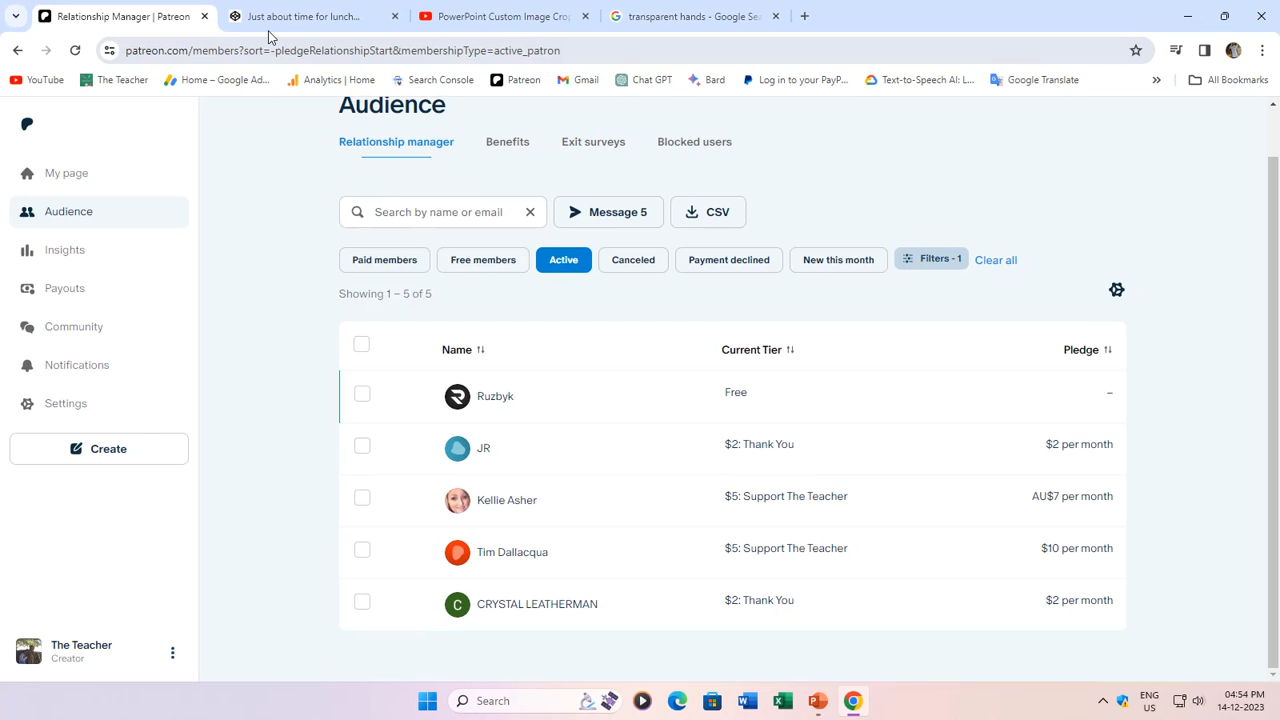 Relationship Manager | Patreon
Just about time for lunch...
PowerPoint Custom Image Crop
transparent hands - Google Sea
patreon.com/members?sort=-pledgeRelationshipStart&membershipType=active_patron
YouTube
The Teacher
Home – Google Ad...
Analytics | Home
Search Console
Patreon
Gmail
Chat GPT
Bard
Log in to your PayP...
Text-to-Speech AI: L...
Google Translate
All Bookmarks
My page
Audience
Insights
Payouts
Community
Notifications
Settings
Create
The Teacher
Creator
Audience
Relationship manager
Benefits
Exit surveys
Blocked users
Search by name or email
Message 5
CSV
Paid members
Free members
Active
Canceled
Payment declined
New this month
Filters - 1
Clear all
Showing 1 – 5 of 5
Name
Current Tier
Pledge
Ruzbyk
Free
–
JR
$2: Thank You
$2 per month
Kellie Asher
$5: Support The Teacher
AU$7 per month
Tim Dallacqua
$5: Support The Teacher
$10 per month
C
CRYSTAL LEATHERMAN
$2: Thank You
$2 per month
Search
ENG
US
04:54 PM
14-12-2023